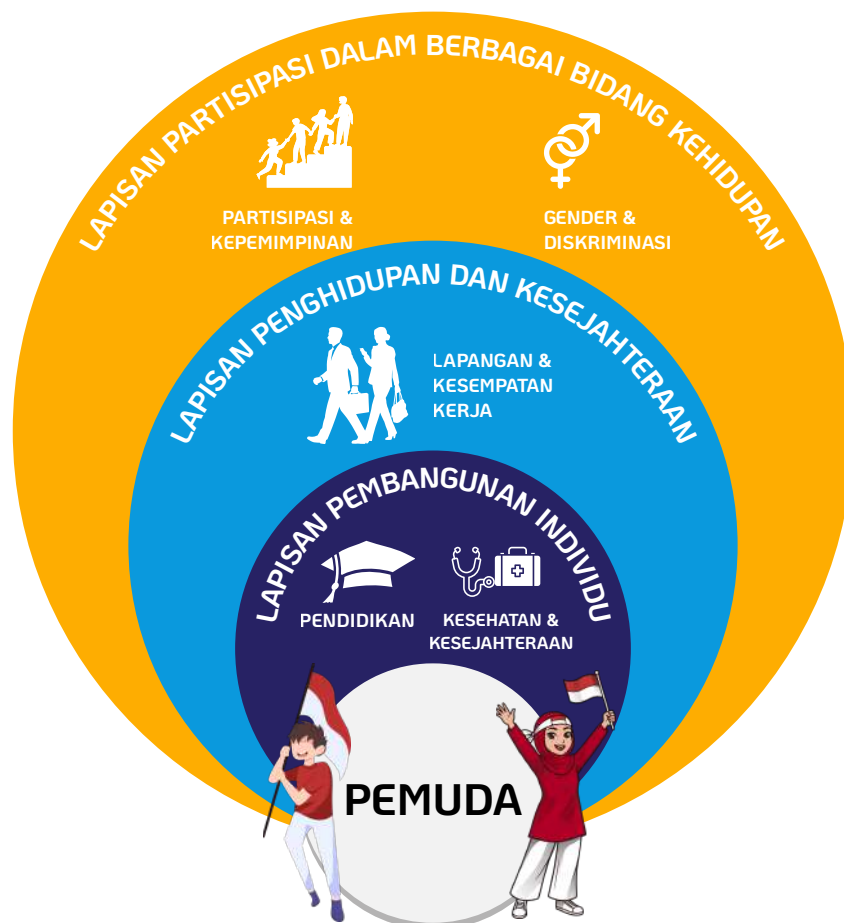 LAPISAN PARTISIPASI DALAM BERBAGAI BIDANG KEHIDUPAN
PARTISIPASI &
KEPEMIMPINAN
GENDER &
DISKRIMINASI
LAPISAN PENGHIDUPAN DAN KESEJAHTERAAN
LAPANGAN &
KESEMPATAN
KERJA
LAPISAN PEMBANGUNAN INDIVIDU
PENDIDIKAN
KESEHATAN &
KESEJAHTERAAN
PEMUDA